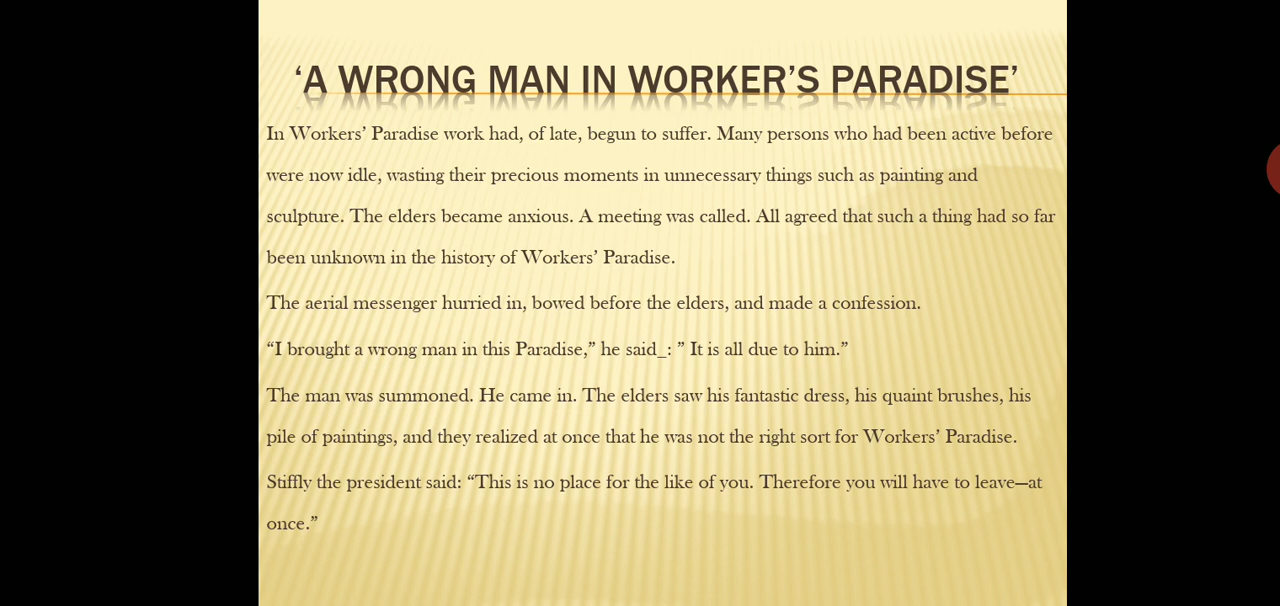 ‘A WRONG MAN IN WORKER’S PARADISE’
In Workers’ Paradise work had, of late, begun to suffer. Many persons who had been active before
were now idle, wasting their precious moments in unnecessary things such as painting and
sculpture. The elders became anxious. A meeting was called. All agreed that such a thing had so far
been unknown in the history of Workers’ Paradise.
The aerial messenger hurried in, bowed before the elders, and made a confession.
“I brought a wrong man in this Paradise,” he said_: ” It is all due to him.”
The man was summoned. He came in. The elders saw his fantastic dress, his quaint brushes, his
pile of paintings, and they realized at once that he was not the right sort for Workers’ Paradise.
Stiffly the president said: “This is no place for the like of you. Therefore you will have to leave—at
once.”